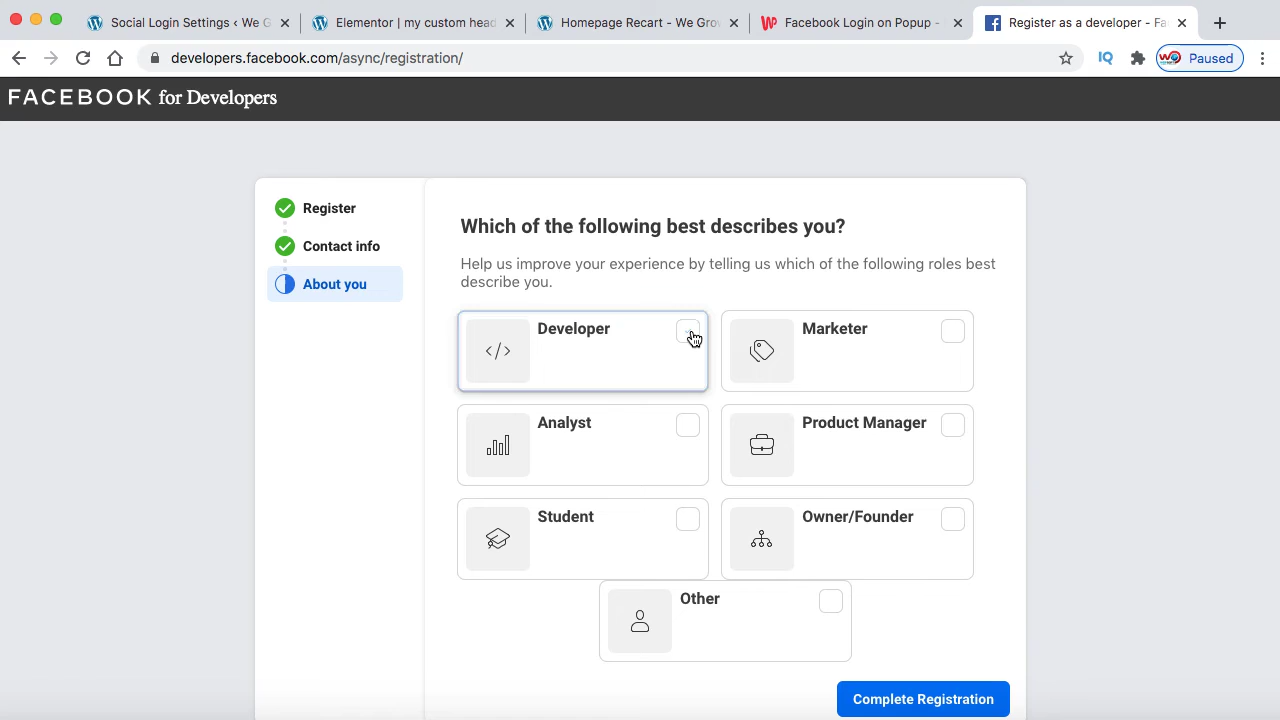 Social Login Settings ‹ We G
Elementor | my custom head
Homepage Recart - We Gro
Facebook Login on Popup -
Register as a developer - Fa
developers.facebook.com/async/registration/
IQ
Paused
FACEBOOK for Developers
Register
Contact info
About you
Which of the following best describes you?
Help us improve your experience by telling us which of the following roles best
describe you.
Developer
Marketer
Analyst
Product Manager
Student
Owner/Founder
Other
Complete Registration